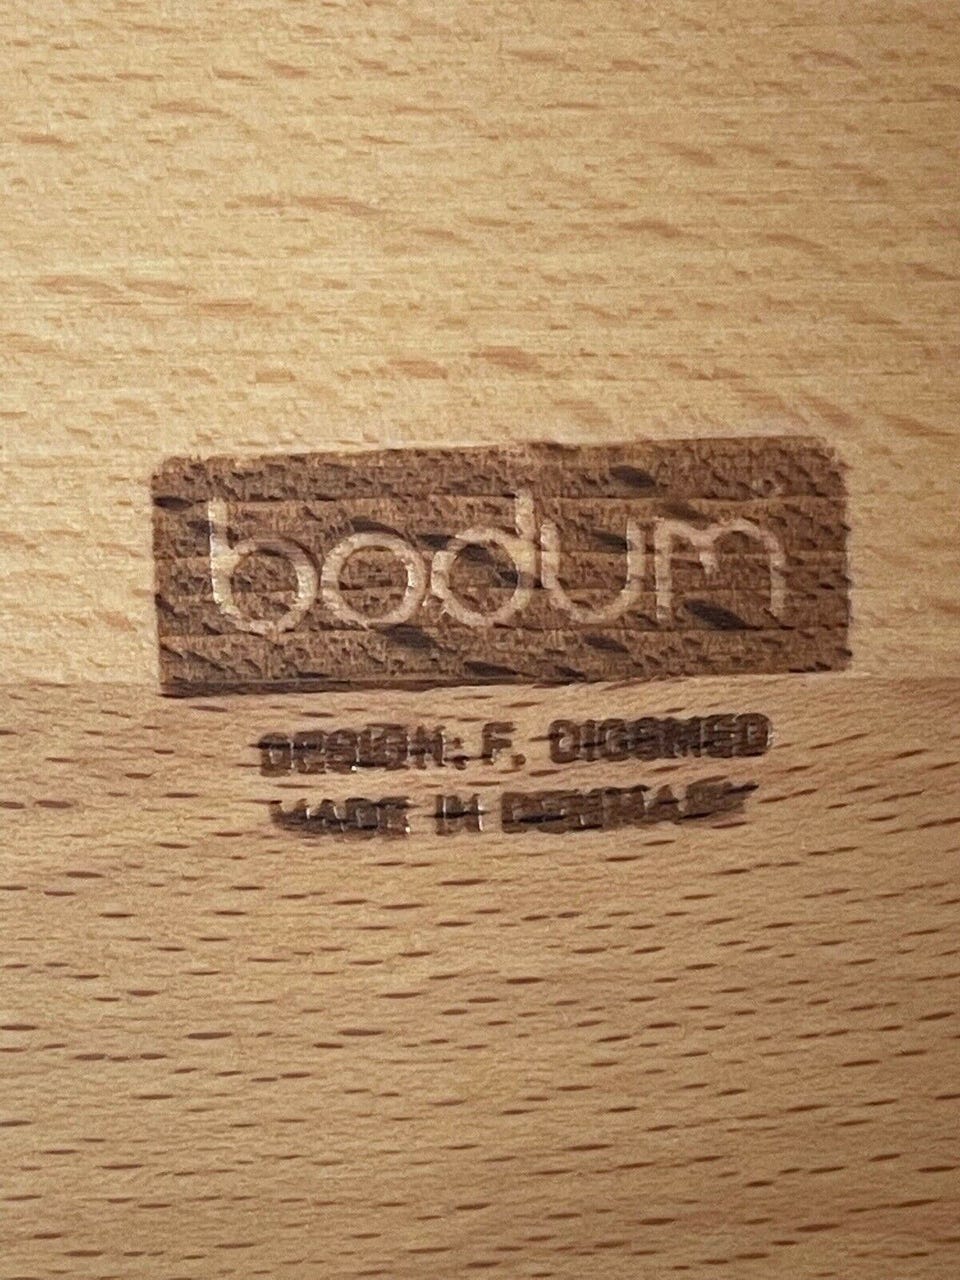 bodum
DESIGN: F. DIGSMED
MADE IN DENMARK